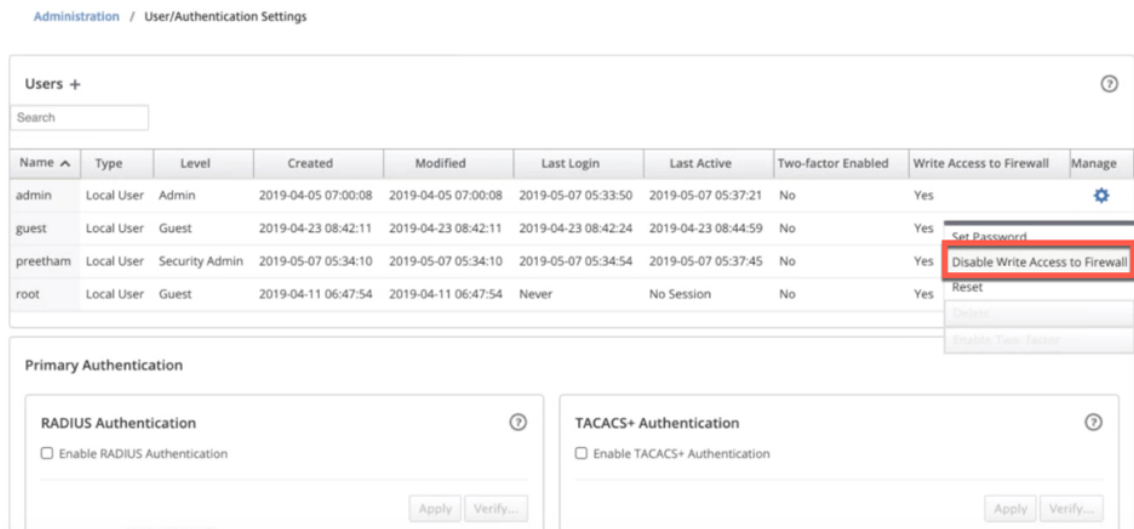 Administration / User/Authentication Settings
Users +
Search
Name Type Level Created Modified Last Login Last Active Two-factor Enabled Write Access to Firewall Manage
admin Local User Admin 2019-04-05 07:00:08 2019-04-05 07:00:08 2019-05-07 05:33:50 2019-05-07 05:37:21 No Yes
guest Local User Guest 2019-04-23 08:42:11 2019-04-23 08:42:11 2019-04-23 08:42:24 2019-04-23 08:44:59 No Yes
Set Password
preetham Local User Security Admin 2019-05-07 05:34:10 2019-05-07 05:34:10 2019-05-07 05:34:54 2019-05-07 05:37:45 No Yes
Disable Write Access to Firewall
root Local User Guest 2019-04-11 06:47:54 2019-04-11 06:47:54 Never No Session No Yes
Reset
Delete
Enable Two-factor
Primary Authentication
RADIUS Authentication
Enable RADIUS Authentication
Apply Verify...
TACACS+ Authentication
Enable TACACS+ Authentication
Apply Verify...